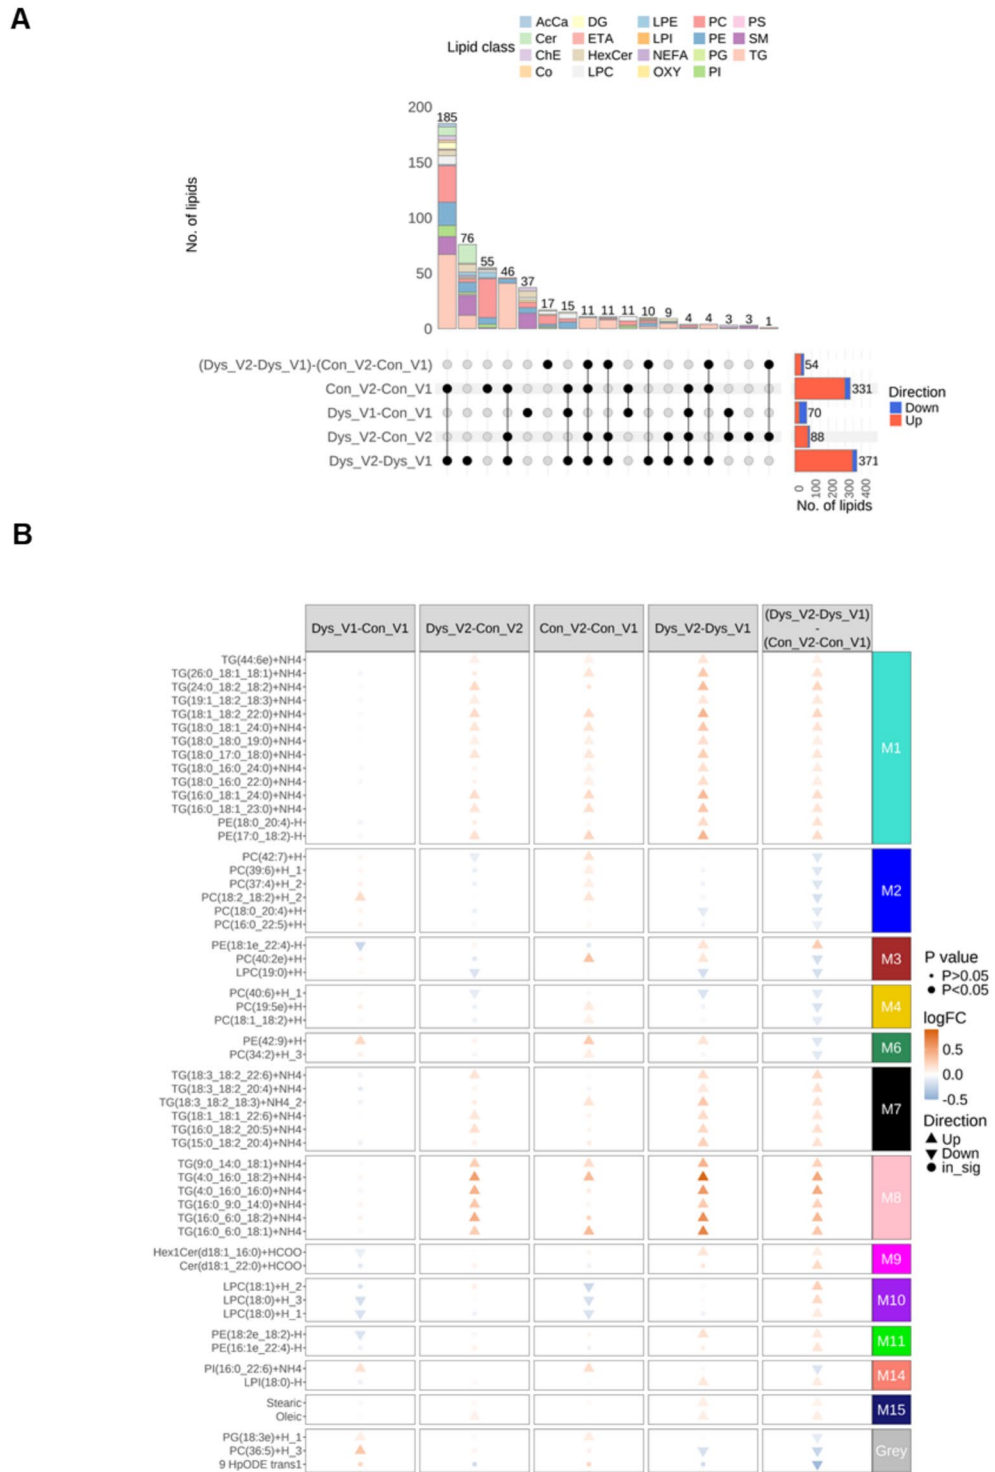 A
Lipid class
AcCa DG LPE PC PS
Cer ETA LPI PE SM
ChE HexCer NEFA PG TG
Co LPC OXY PI
No. of lipids
200
150
100
50
0
185 76 55 46 37 17 15 11 11 11 10 9 4 4 3 3 1
(Dys_V2-Dys_V1)-(Con_V2-Con_V1) 54
Con_V2-Con_V1 331
Dys_V1-Con_V1 70
Dys_V2-Con_V2 88
Dys_V2-Dys_V1 371
Direction
Down
Up
0 100 200 300 400
No. of lipids
B
Dys_V1-Con_V1 Dys_V2-Con_V2 Con_V2-Con_V1 Dys_V2-Dys_V1
(Dys_V2-Dys_V1)
-
(Con_V2-Con_V1)
TG(44:6e)+NH4
TG(26:0_18:1_18:1)+NH4
TG(24:0_18:2_18:2)+NH4
TG(19:1_18:2_18:3)+NH4
TG(18:1_18:2_22:0)+NH4
TG(18:0_18:1_24:0)+NH4
TG(18:0_18:0_19:0)+NH4
TG(18:0_17:0_18:0)+NH4
TG(18:0_16:0_24:0)+NH4
TG(18:0_16:0_22:0)+NH4
TG(16:0_18:1_24:0)+NH4
TG(16:0_18:1_23:0)+NH4
PE(18:0_20:4)-H
PE(17:0_18:2)-H
M1
PC(42:7)+H
PC(39:6)+H_1
PC(37:4)+H_2
PC(18:2_18:2)+H_2
PC(18:0_20:4)+H
PC(16:0_22:5)+H
M2
PE(18:1e_22:4)-H
PC(40:2e)+H
LPC(19:0)+H
M3
PC(40:6)+H_1
PC(19:5e)+H
PC(18:1_18:2)+H
M4
PE(42:9)+H
PC(34:2)+H_3
M6
TG(18:3_18:2_22:6)+NH4
TG(18:3_18:2_20:4)+NH4
TG(18:3_18:2_18:3)+NH4_2
TG(18:1_18:1_22:6)+NH4
TG(16:0_18:2_20:5)+NH4
TG(15:0_18:2_20:4)+NH4
M7
TG(9:0_14:0_18:1)+NH4
TG(4:0_16:0_18:2)+NH4
TG(4:0_16:0_16:0)+NH4
TG(16:0_9:0_14:0)+NH4
TG(16:0_6:0_18:2)+NH4
TG(16:0_6:0_18:1)+NH4
M8
Hex1Cer(d18:1_16:0)+HCOO
Cer(d18:1_22:0)+HCOO
M9
LPC(18:1)+H_2
LPC(18:0)+H_3
LPC(18:0)+H_1
M10
PE(18:2e_18:2)-H
PE(16:1e_22:4)-H
M11
PI(16:0_22:6)+NH4
LPI(18:0)-H
M14
Stearic
Oleic
M15
PG(18:3e)+H_1
PC(36:5)+H_3
9 HpODE trans1
Grey
P value
P>0.05
P<0.05
logFC
0.5
0.0
-0.5
Direction
Up
Down
in_sig